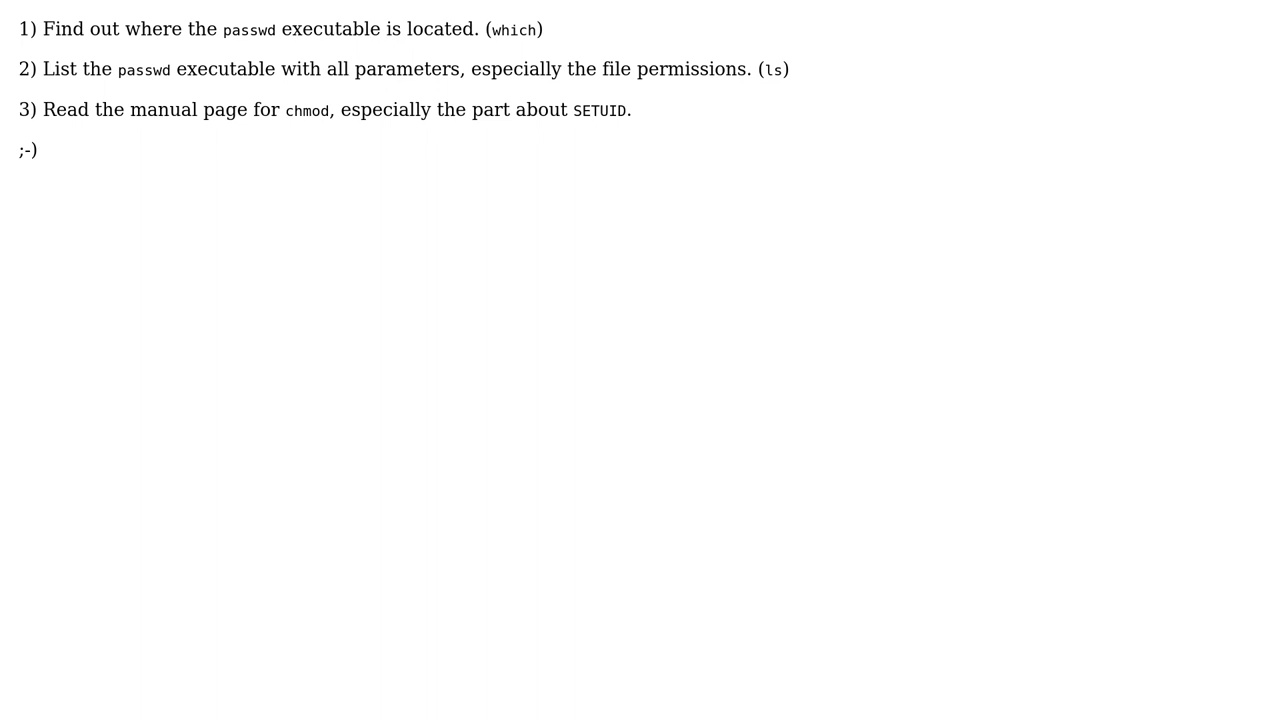 1) Find out where the passwd executable is located. (which)
2) List the passwd executable with all parameters, especially the file permissions. (ls)
3) Read the manual page for chmod, especially the part about SETUID.
;-)